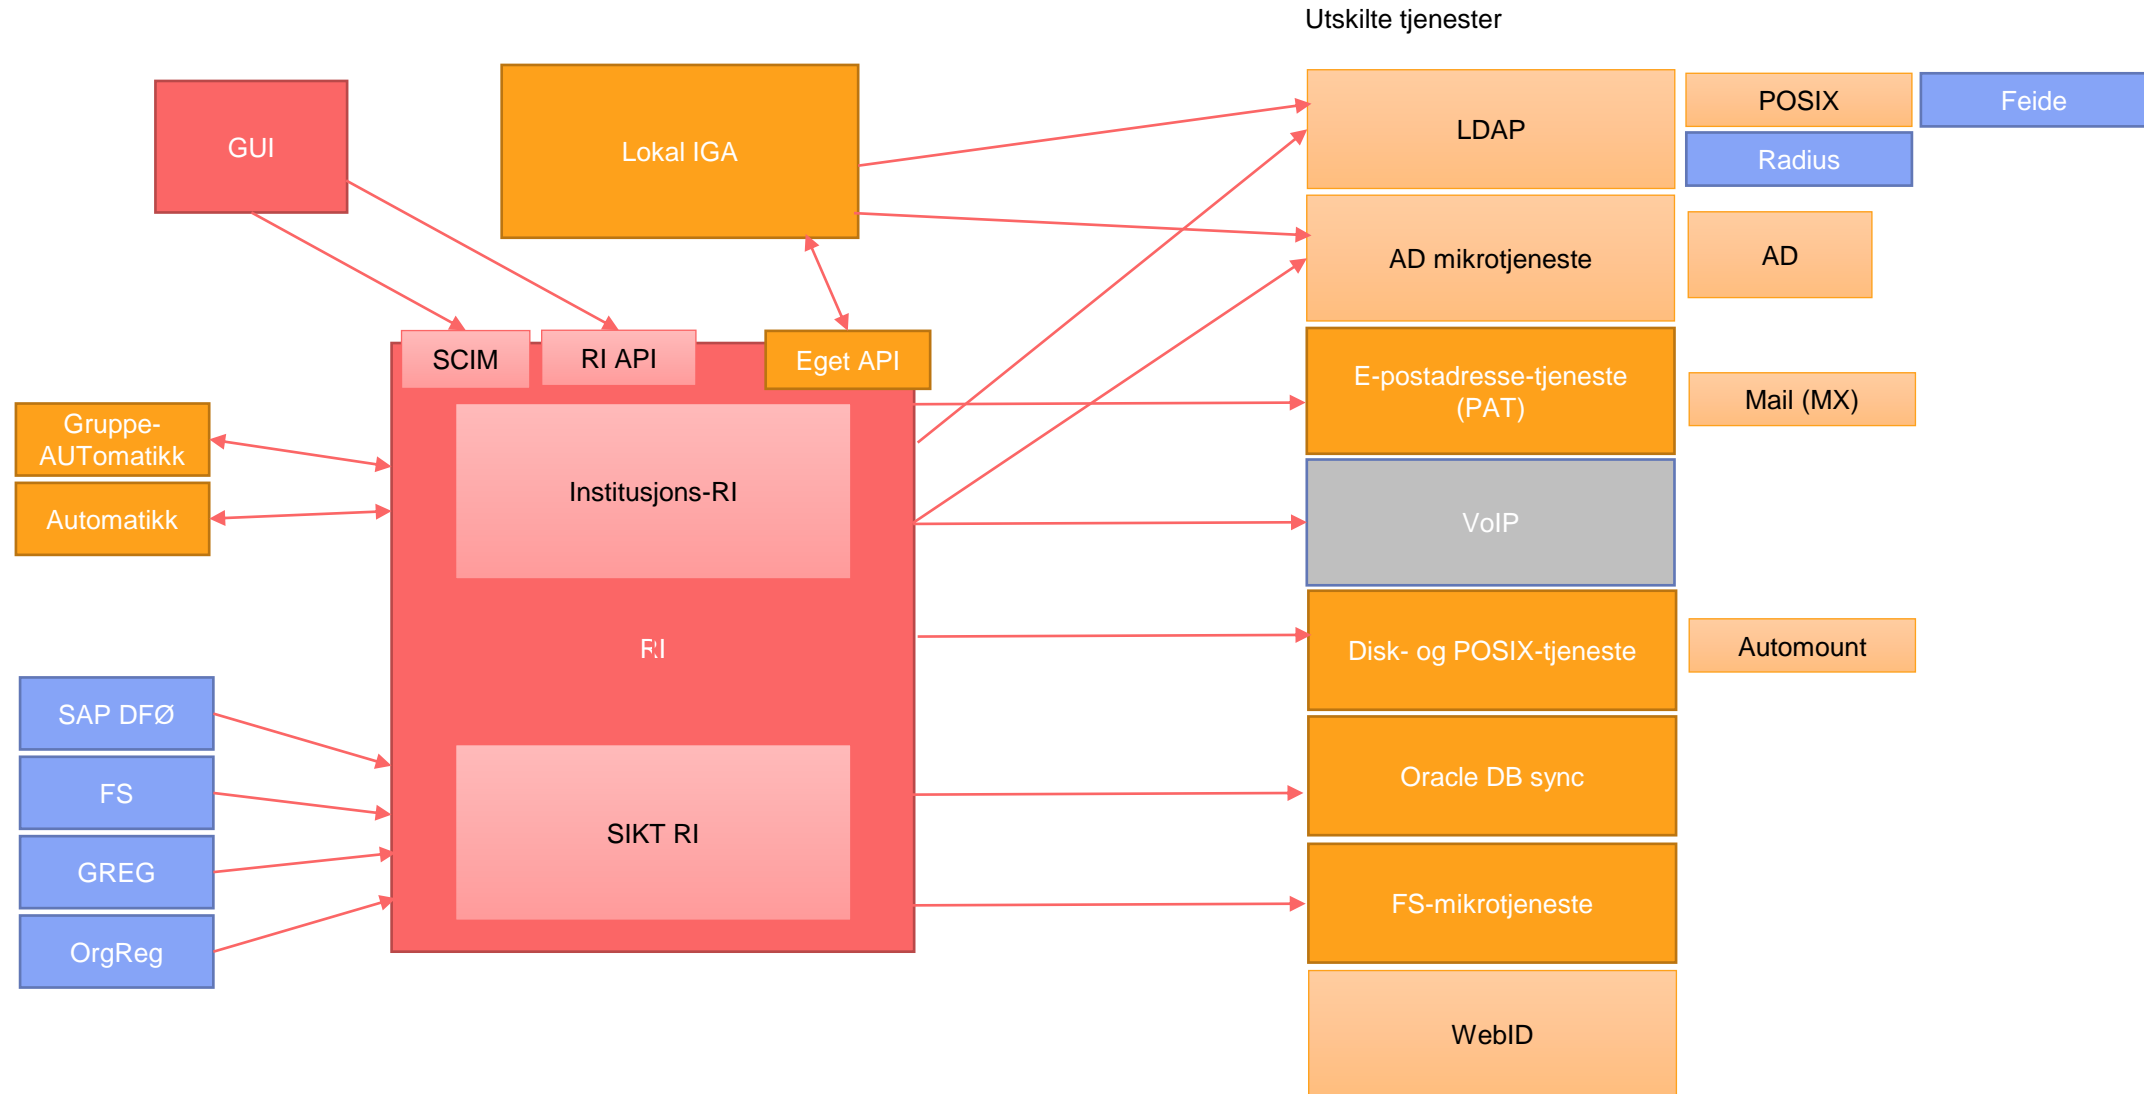 Utskilte tjenester
GUI
Lokal IGA
LDAP
POSIX
Feide
Radius
AD mikrotjeneste
AD
SCIM
RI API
Eget API
E-postadresse-tjeneste
(PAT)
Mail (MX)
Gruppe-
AUTomatikk
Automatikk
Institusjons-RI
VoIP
RI
Disk- og POSIX-tjeneste
Automount
SAP DFØ
FS
GREG
OrgReg
SIKT RI
Oracle DB sync
FS-mikrotjeneste
WebID